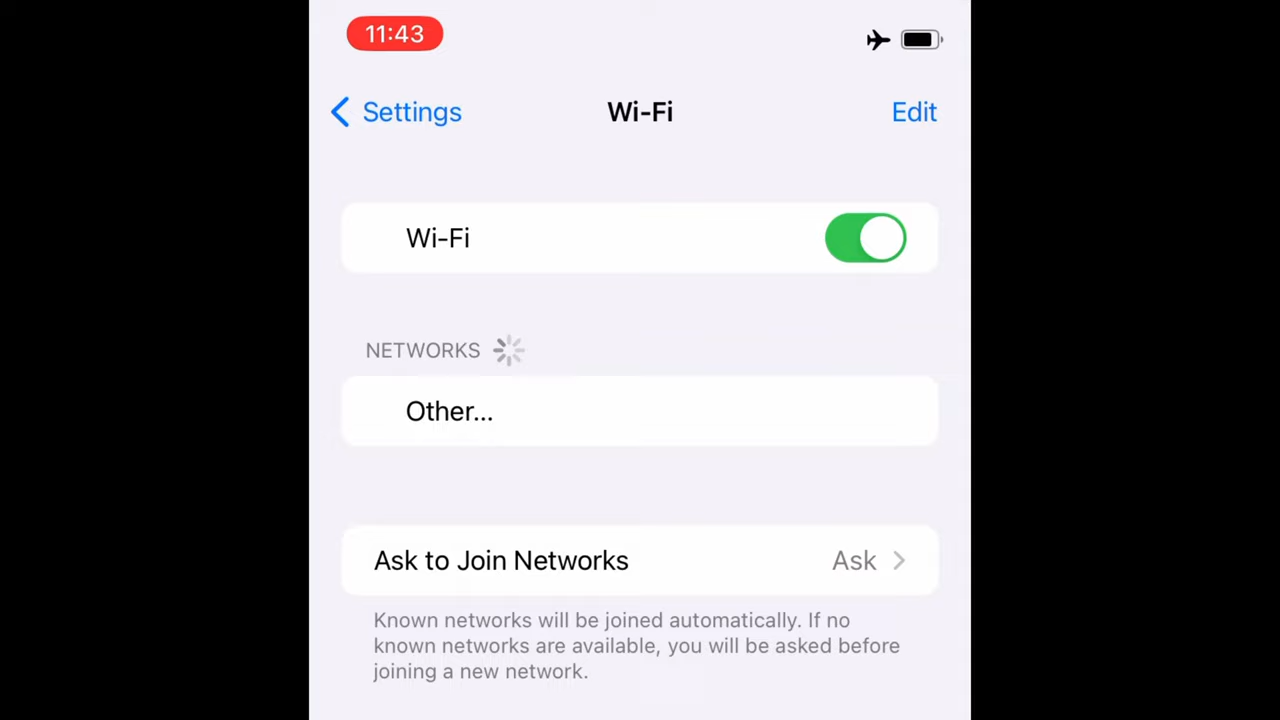 11:43
Settings
Wi-Fi
Edit
Wi-Fi
NETWORKS
Other...
Ask to Join Networks
Ask
Known networks will be joined automatically. If no
known networks are available, you will be asked before
joining a new network.